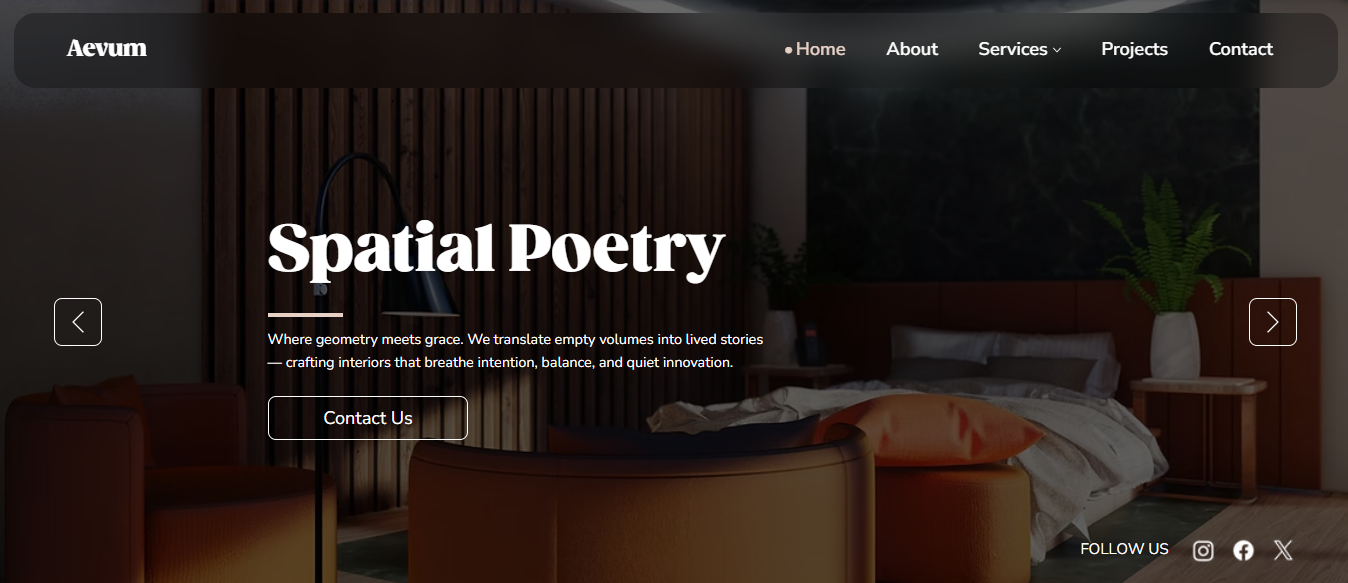 Aevum
Home About Services Projects Contact
Spatial Poetry
Where geometry meets grace. We translate empty volumes into lived stories
— crafting interiors that breathe intention, balance, and quiet innovation.
Contact Us
FOLLOW US